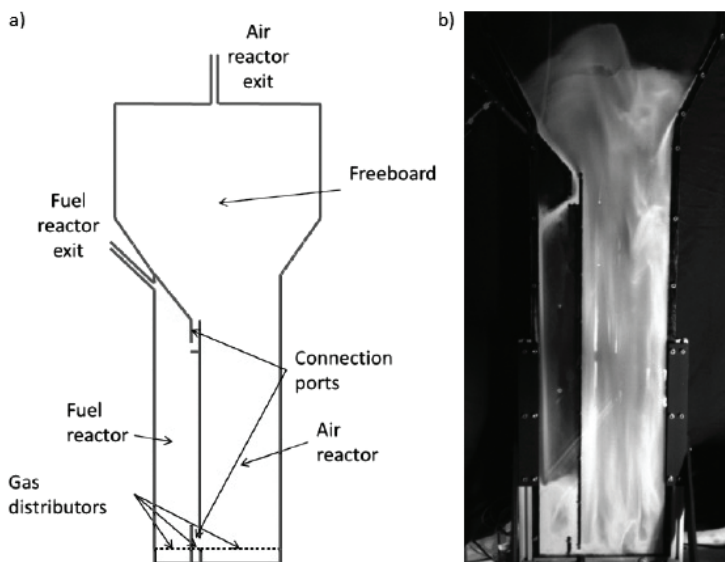 a)
Air
reactor
exit
Freeboard
Fuel
reactor
exit
Connection
ports
Fuel
reactor
Air
reactor
Gas
distributors
b)